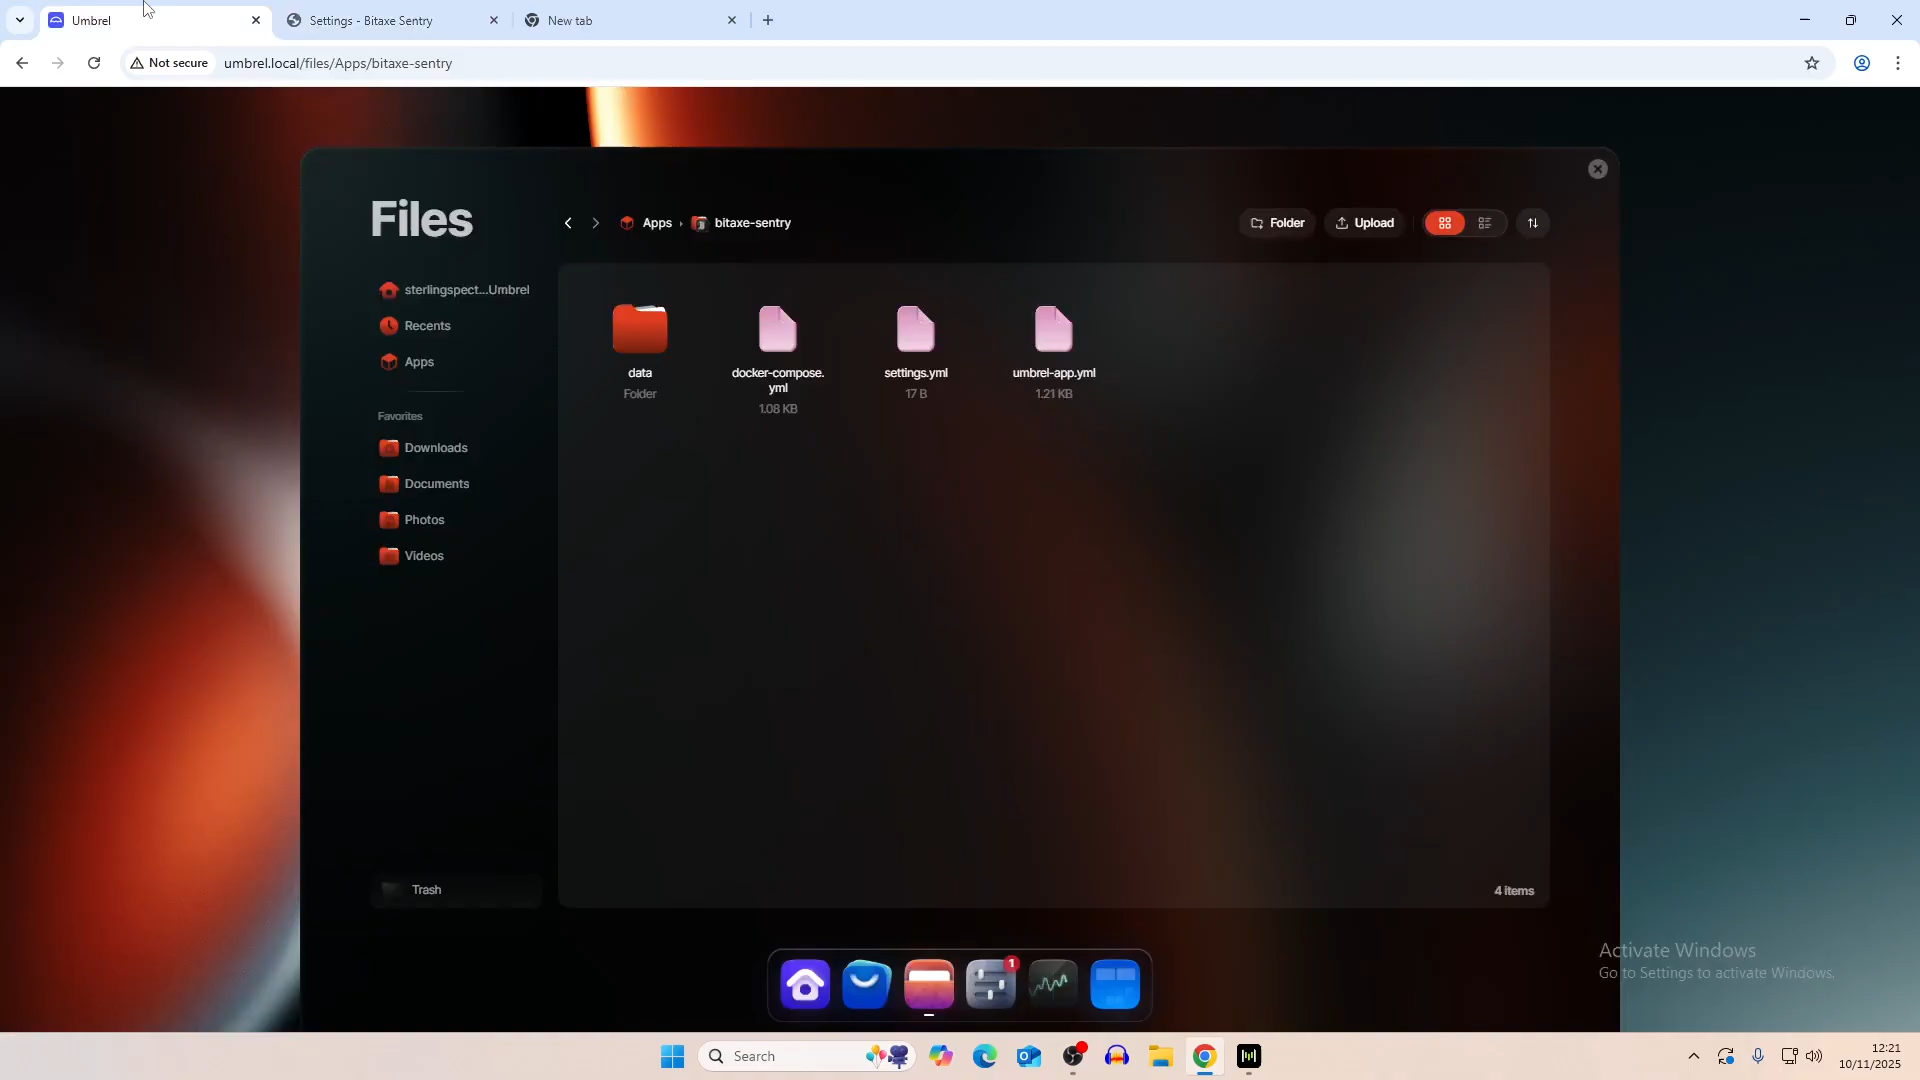 Umbrel
Settings - Bitaxe Sentry
New tab
Not secure
umbrel.local/files/Apps/bitaxe-sentry
Files
Apps
bitaxe-sentry
Folder
Upload
sterlingspect...Umbrel
Recents
Apps
Favorites
Downloads
Documents
Photos
Videos
Trash
data
Folder
docker-compose.
yml
1.08 KB
settings.yml
17 B
umbrel-app.yml
1.21 KB
4 items
1
Activate Windows
Go to Settings to activate Windows.
Search
12:21
10/11/2025